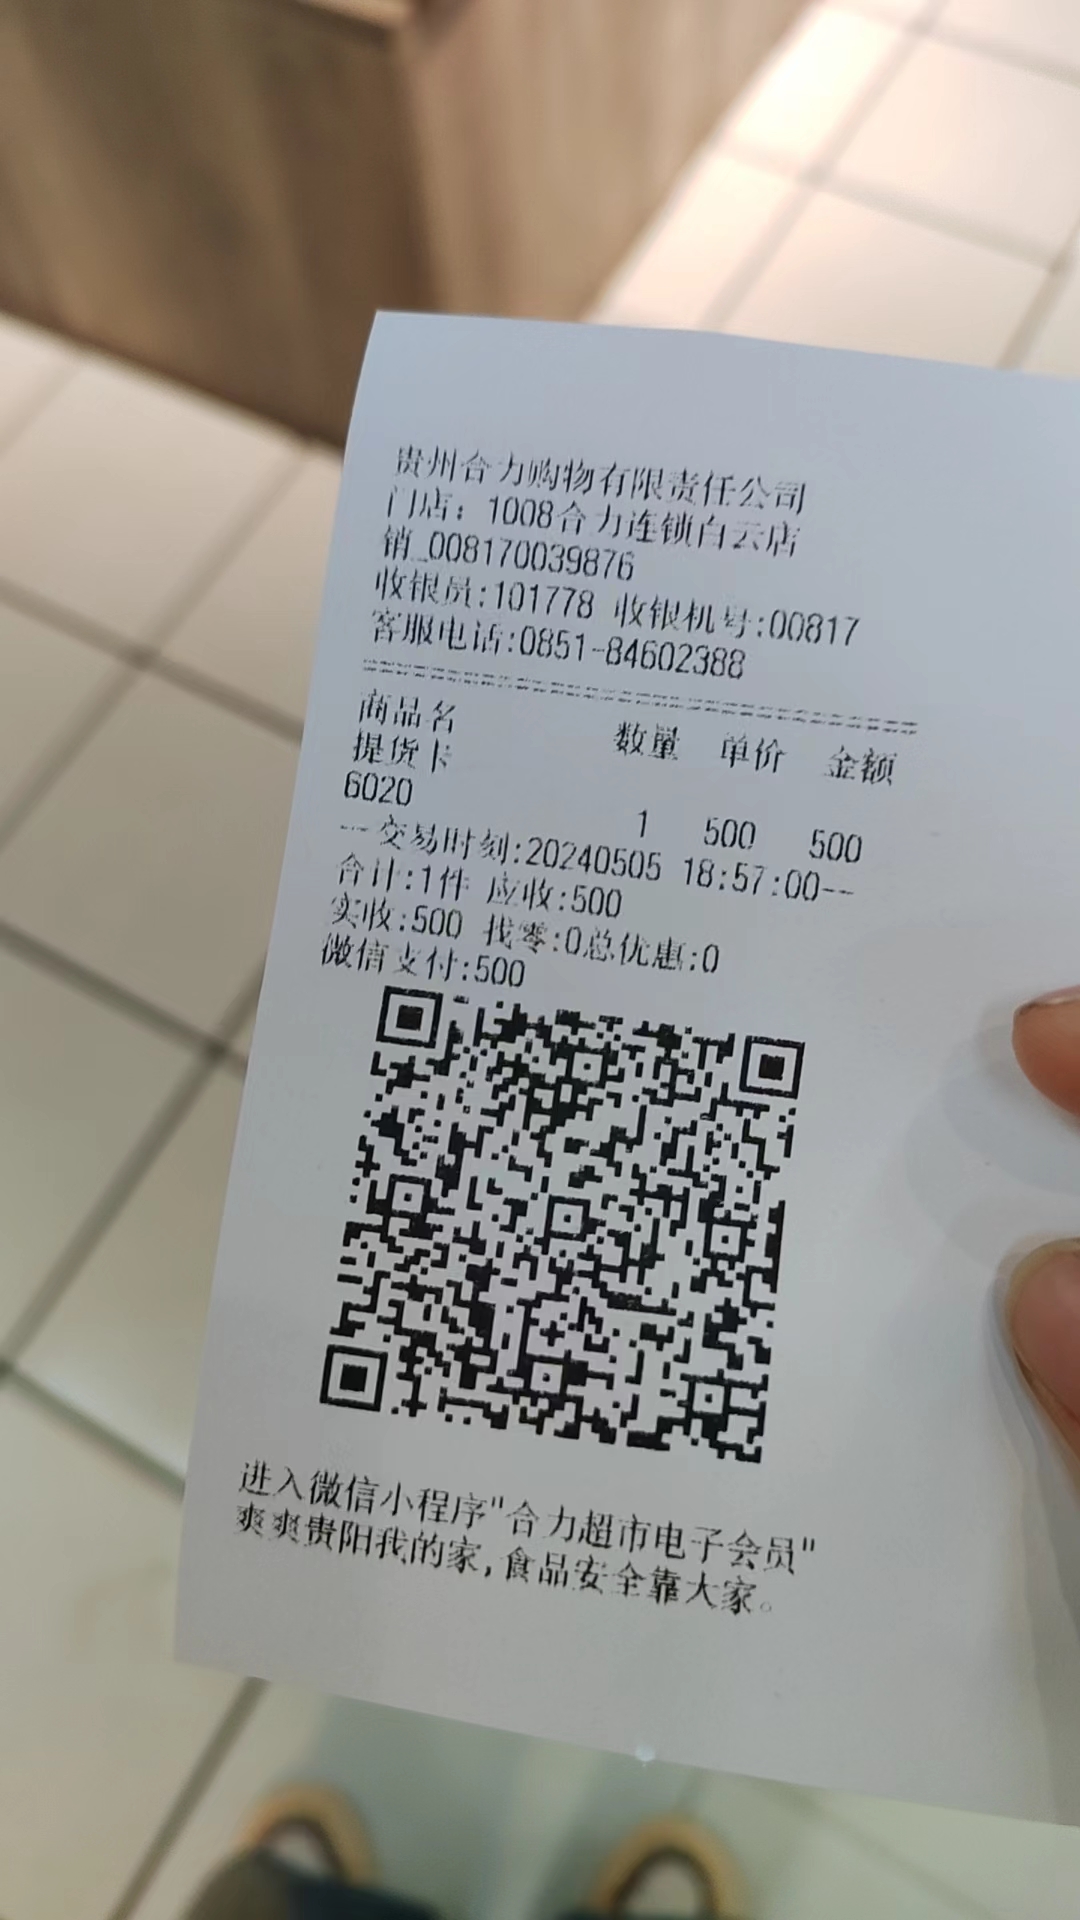 贵州合力购物有限责任公司
门店：1008合力连锁白云店
销_008170039876
收银员:101778 收银机号:00817
客服电话:0851-84602388
商品名 数量 单价 金额
提货卡
6020
1 500 500
--交易时刻:20240505 18:57:00--
合计:1件 应收:500
实收:500 找零:0总优惠:0
微信支付:500
进入微信小程序"合力超市电子会员"
爽爽贵阳我的家,食品安全靠大家。